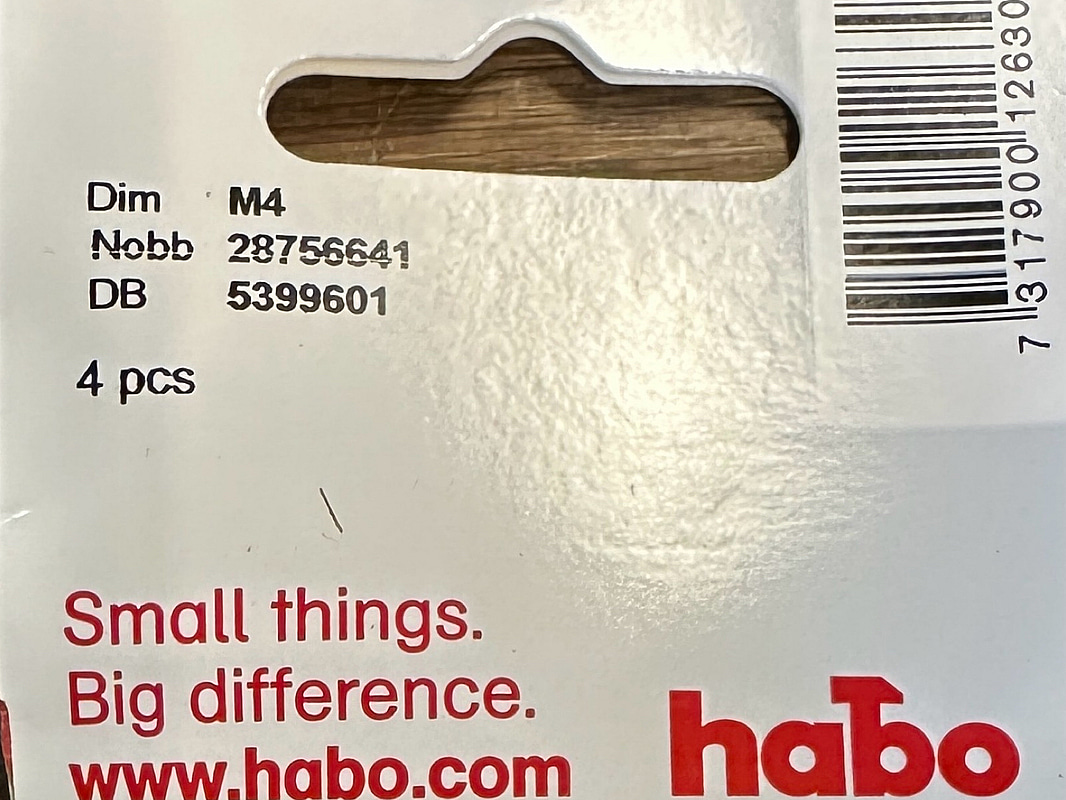 Dim M4
Nobb 28756641
DB 5399601
4 pcs
Small things.
Big difference.
www.habo.com
habo
7 317900 12630